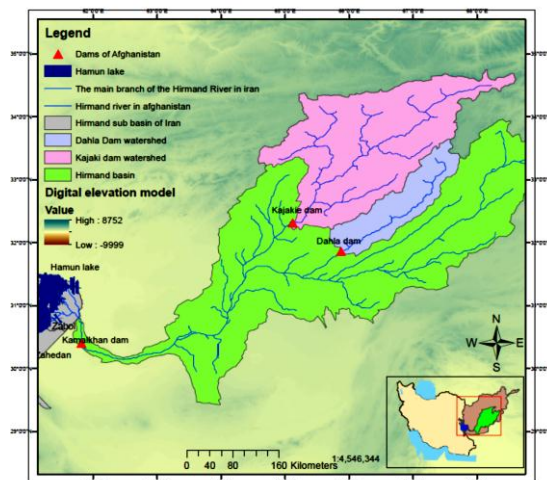 Legend
Dams of Afghanistan
Hamun lake
The main branch of the Hirmand River in iran
Hirmand river in afghanistan
Hirmand sub basin of Iran
Dahla Dam watershed
Kajaki dam watershed
Hirmand basin
Digital elevation model
Value
High : 8752
Low : -9999
Kajakie dam
Dahla dam
Hamun lake
Zabol
Kamalkhan dam
Zahedan
N
W E
S
0 40 80 160 Kilometers
1:4,546,344